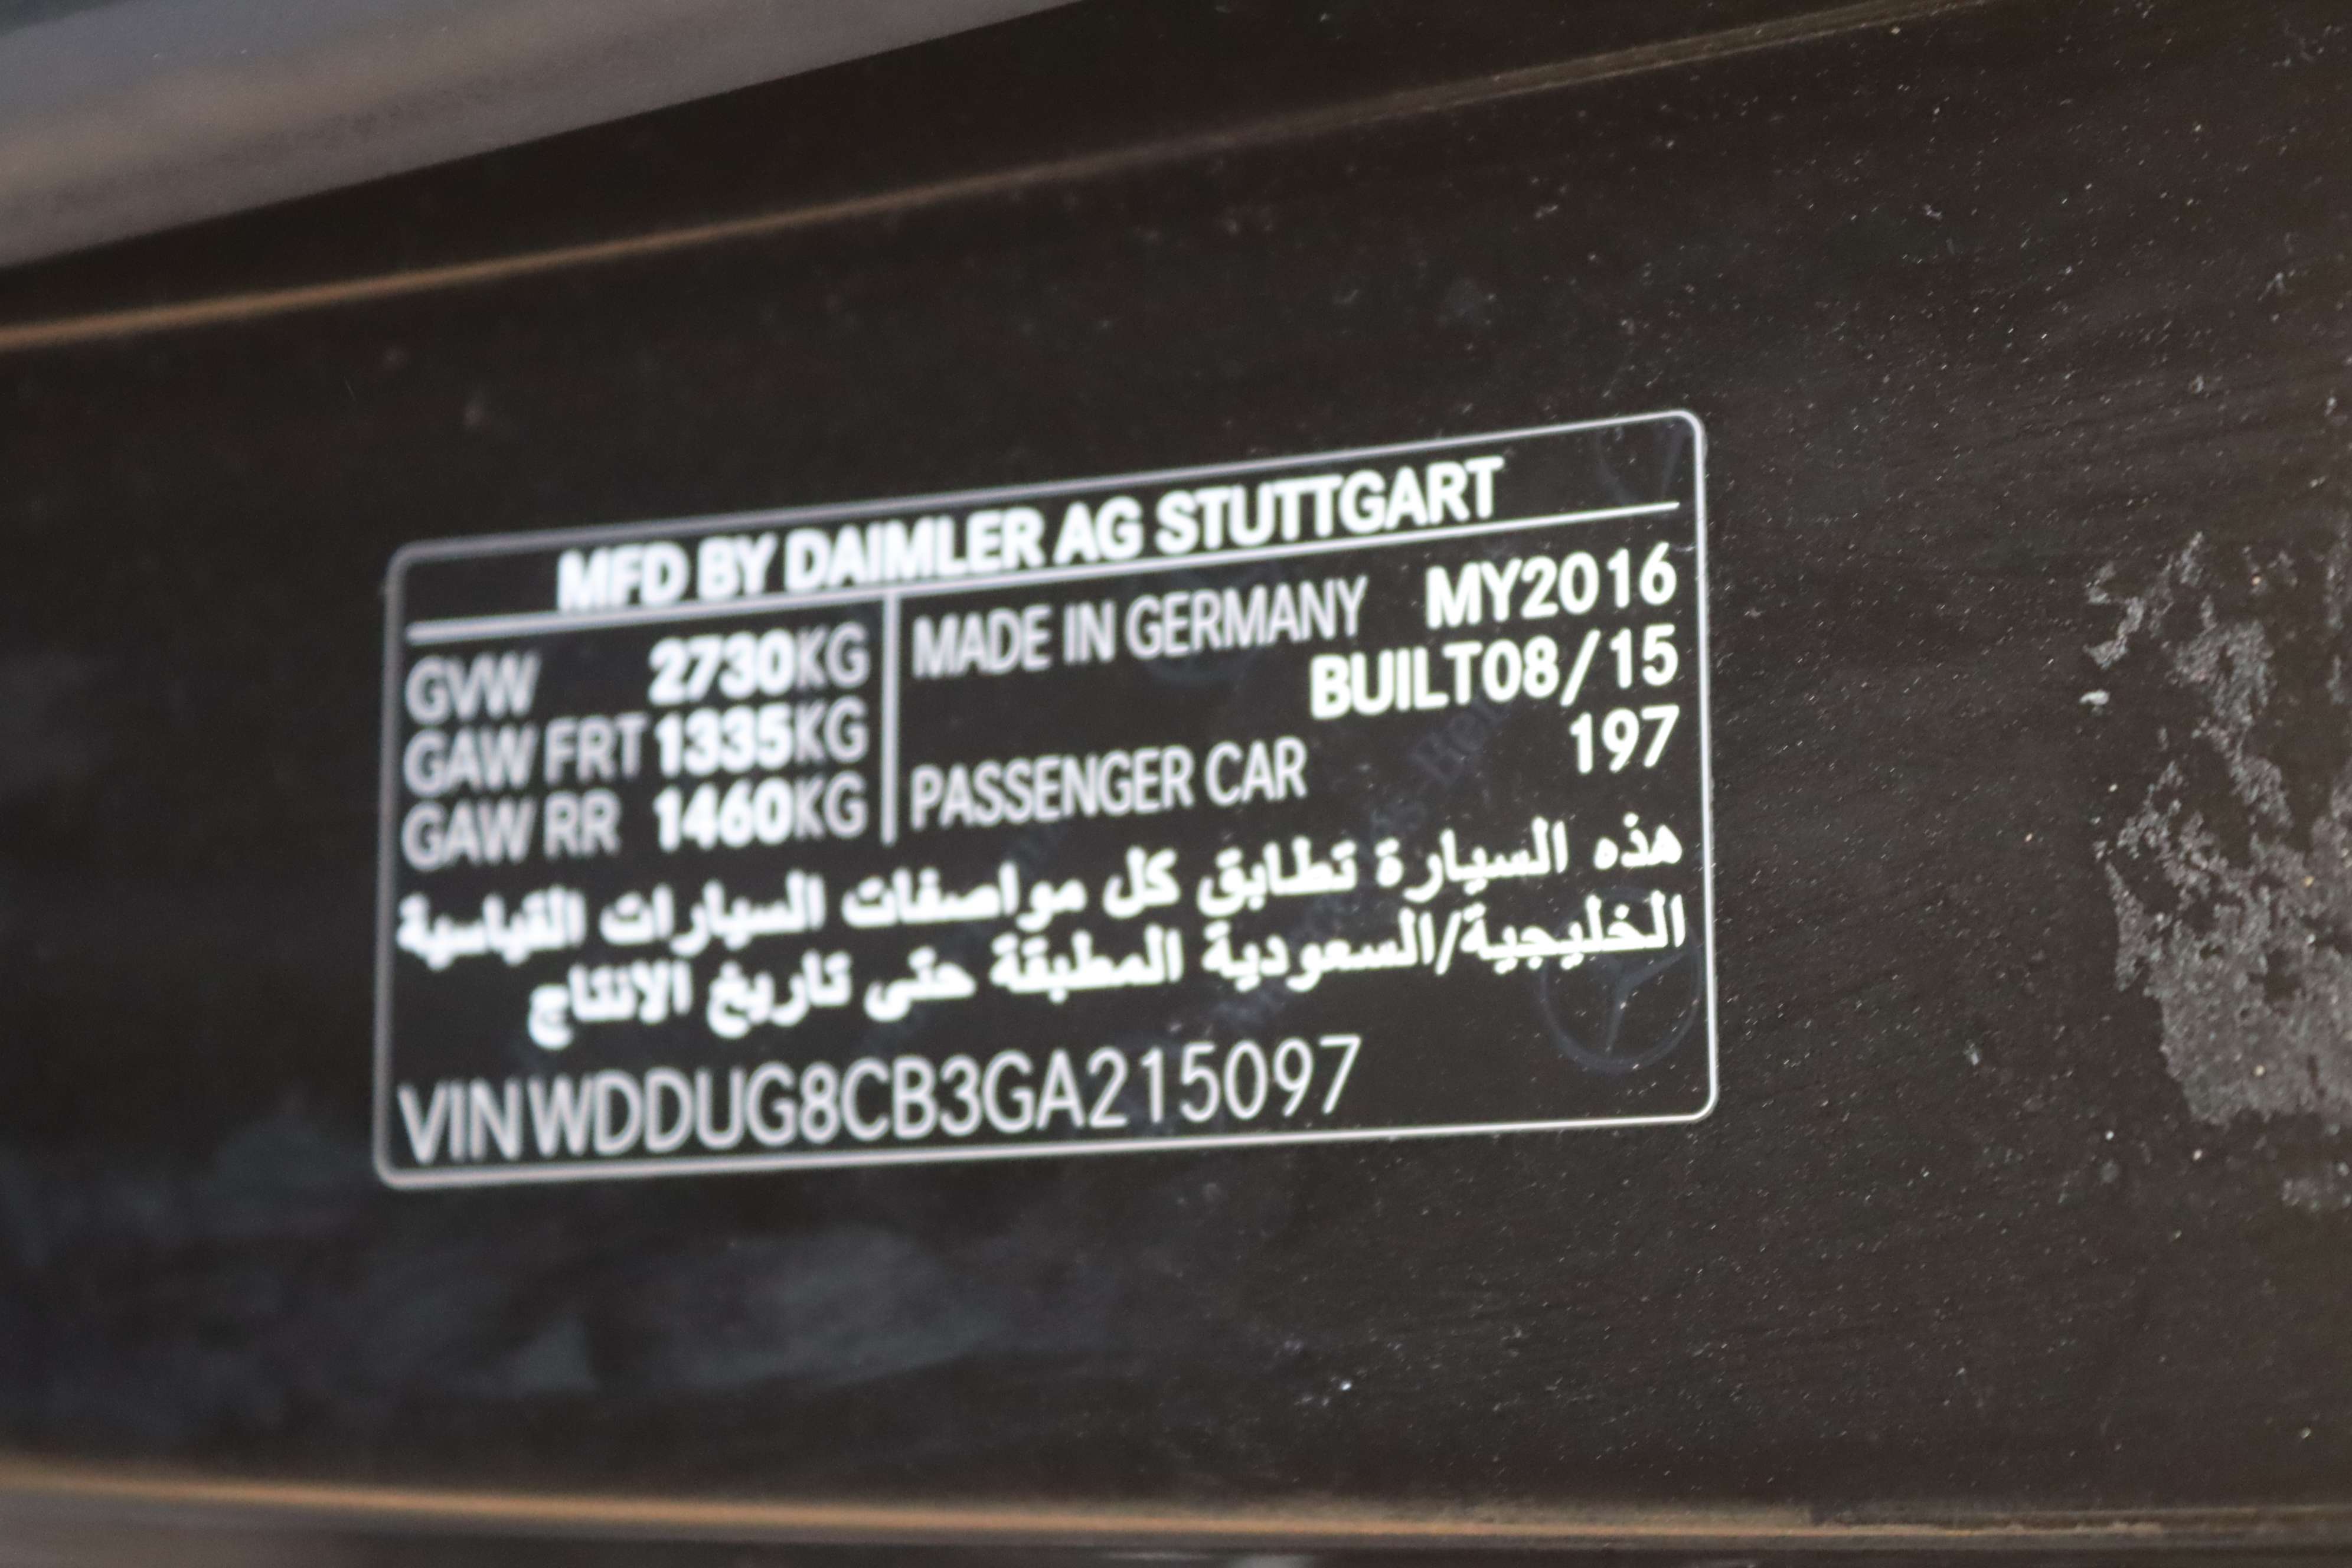 MFD BY DAIMLER AG STUTTGART
GVW 2730KG
GAW FRT 1335KG
GAW RR 1460KG
MADE IN GERMANY MY2016
BUILT08/15
197
PASSENGER CAR
هذه السيارة تطابق كل مواصفات السيارات القياسية
الخليجية/السعودية المطبقة حتى تاريخ الانتاج
VIN WDDUG8CB3GA215097